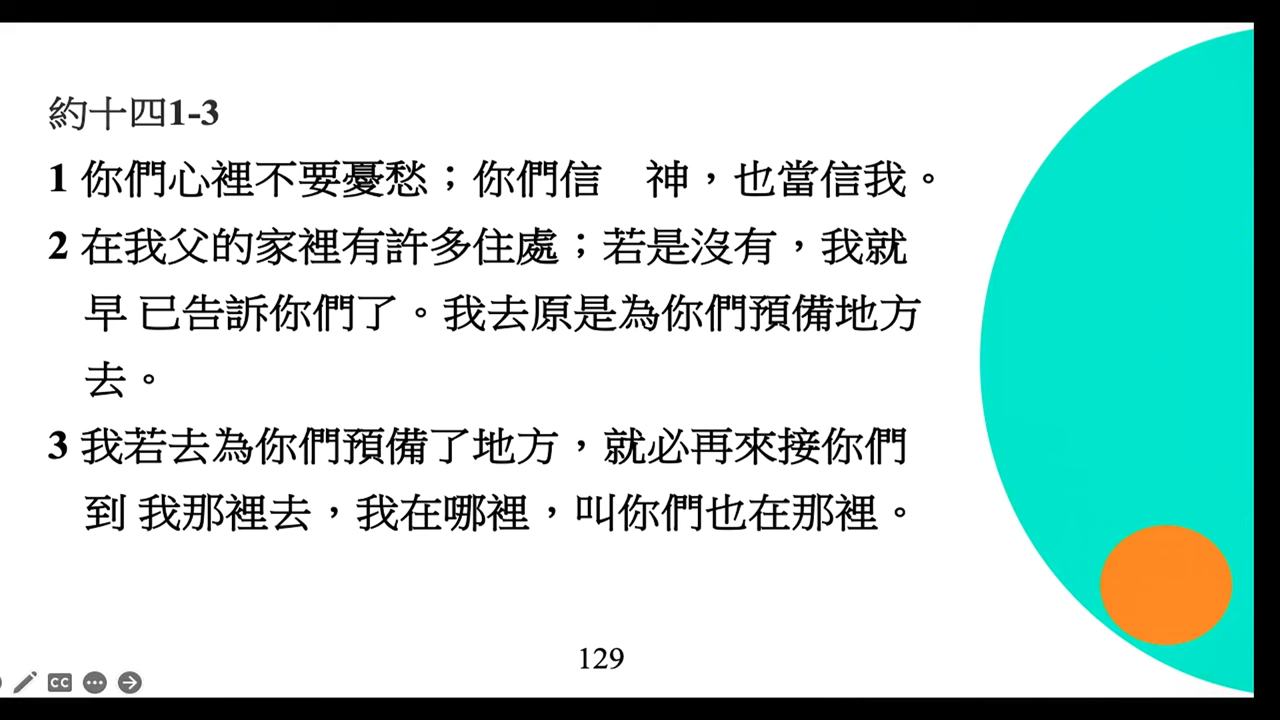 約十四1-3
1 你們心裡不要憂愁；你們信　神，也當信我。
2 在我父的家裡有許多住處；若是沒有，我就
早 已告訴你們了。我去原是為你們預備地方
去。
3 我若去為你們預備了地方，就必再來接你們
到 我那裡去，我在哪裡，叫你們也在那裡。
129
CC